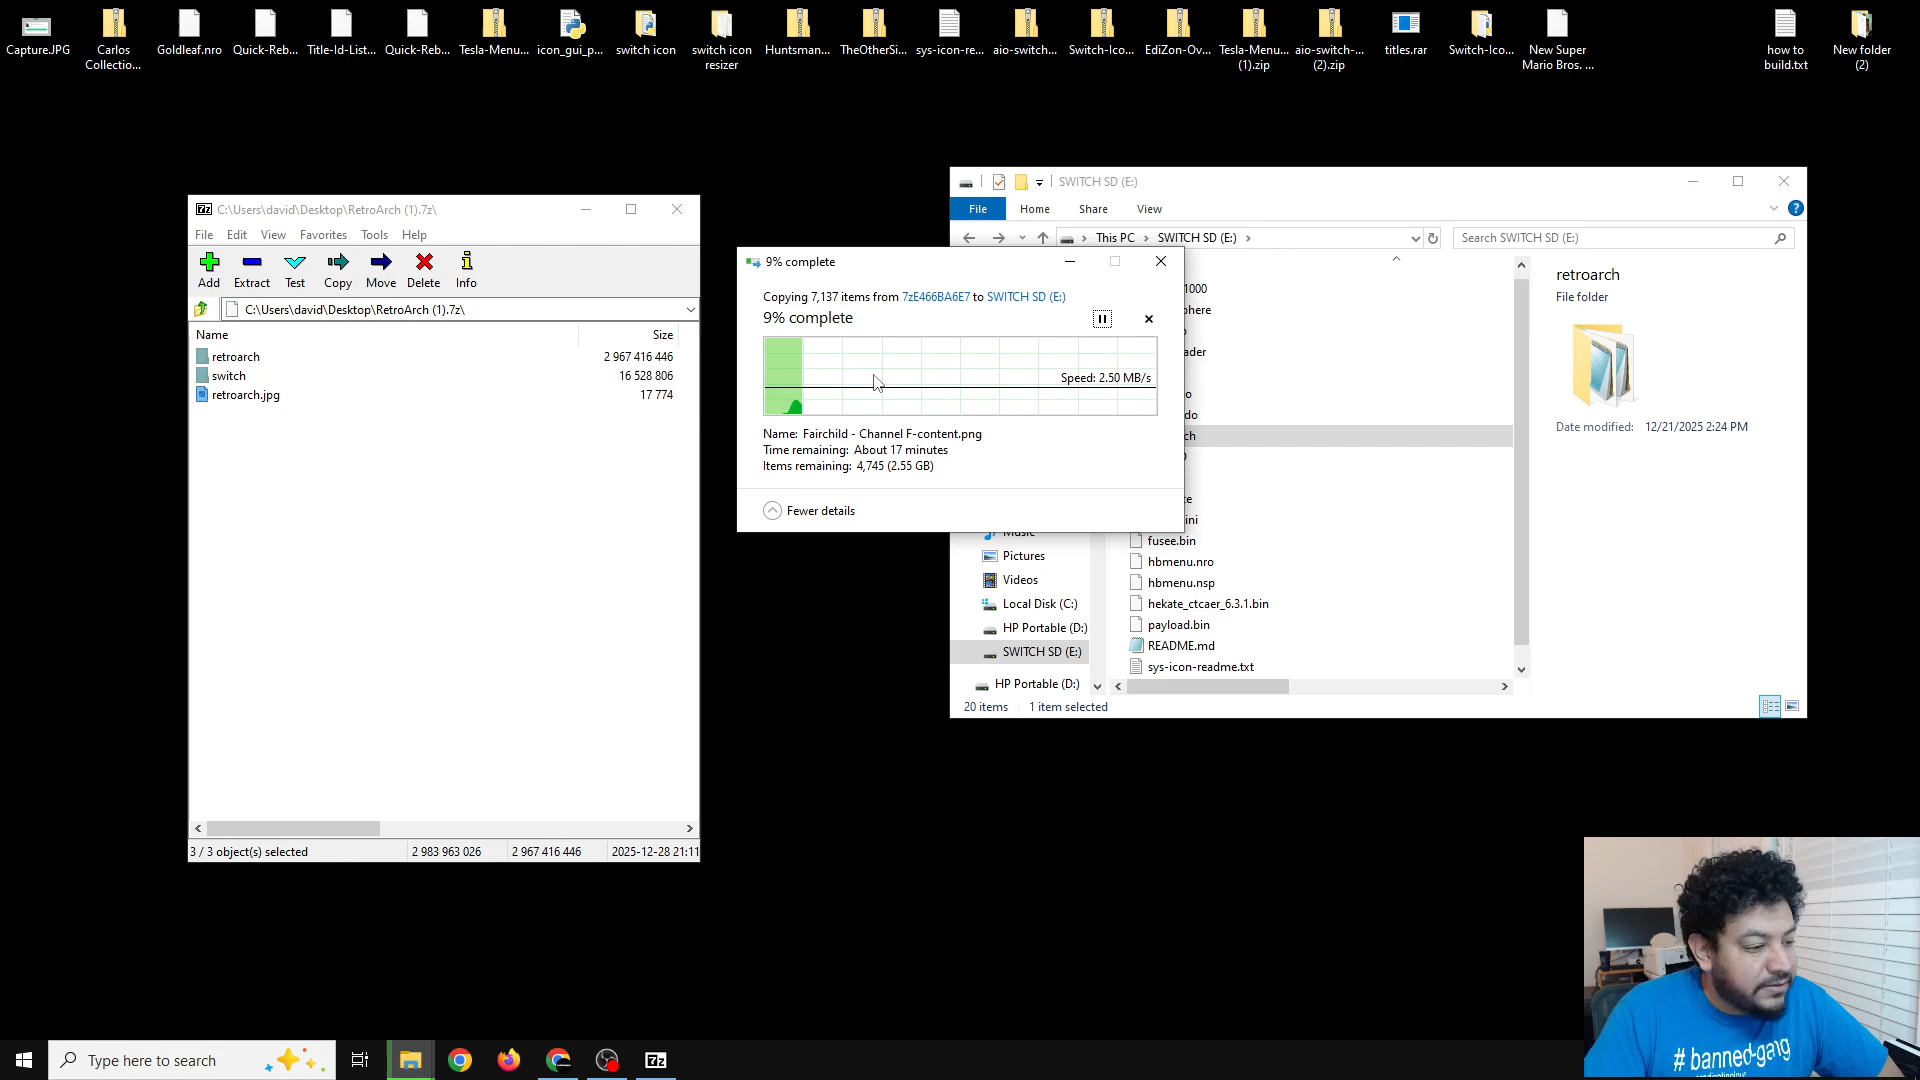 Capture.JPG
Carlos Collectio...
Goldleaf.nro
Quick-Reb...
Title-Id-List...
Quick-Reb...
Tesla-Menu...
icon_gui_p...
switch icon
switch icon resizer
Huntsman...
TheOtherSi...
sys-icon-re...
aio-switch...
Switch-Ico...
EdiZon-Ov...
Tesla-Menu... (1).zip
aio-switch-... (2).zip
titles.rar
Switch-Ico...
New Super Mario Bros. ...
how to build.txt
New folder (2)
7z C:\Users\david\Desktop\RetroArch (1).7z\
File Edit View Favorites Tools Help
Add Extract Test Copy Move Delete Info
C:\Users\david\Desktop\RetroArch (1).7z\
Name Size
retroarch 2 967 416 446
switch 16 528 806
retroarch.jpg 17 774
3 / 3 object(s) selected 2 983 963 026 2 967 416 446 2025-12-28 21:11
9% complete
Copying 7,137 items from 7zE466BA6E7 to SWITCH SD (E:)
9% complete
Speed: 2.50 MB/s
Name: Fairchild - Channel F-content.png
Time remaining: About 17 minutes
Items remaining: 4,745 (2.55 GB)
Fewer details
SWITCH SD (E:)
File Home Share View
This PC SWITCH SD (E:)
Search SWITCH SD (E:)
1000
phere
ader
do
ch
te
ini
Music
Pictures
Videos
Local Disk (C:)
HP Portable (D:)
SWITCH SD (E:)
HP Portable (D:)
fusee.bin
hbmenu.nro
hbmenu.nsp
hekate_ctcaer_6.3.1.bin
payload.bin
README.md
sys-icon-readme.txt
retroarch
File folder
Date modified: 12/21/2025 2:24 PM
20 items 1 item selected
# banned-gang
Type here to search
7z